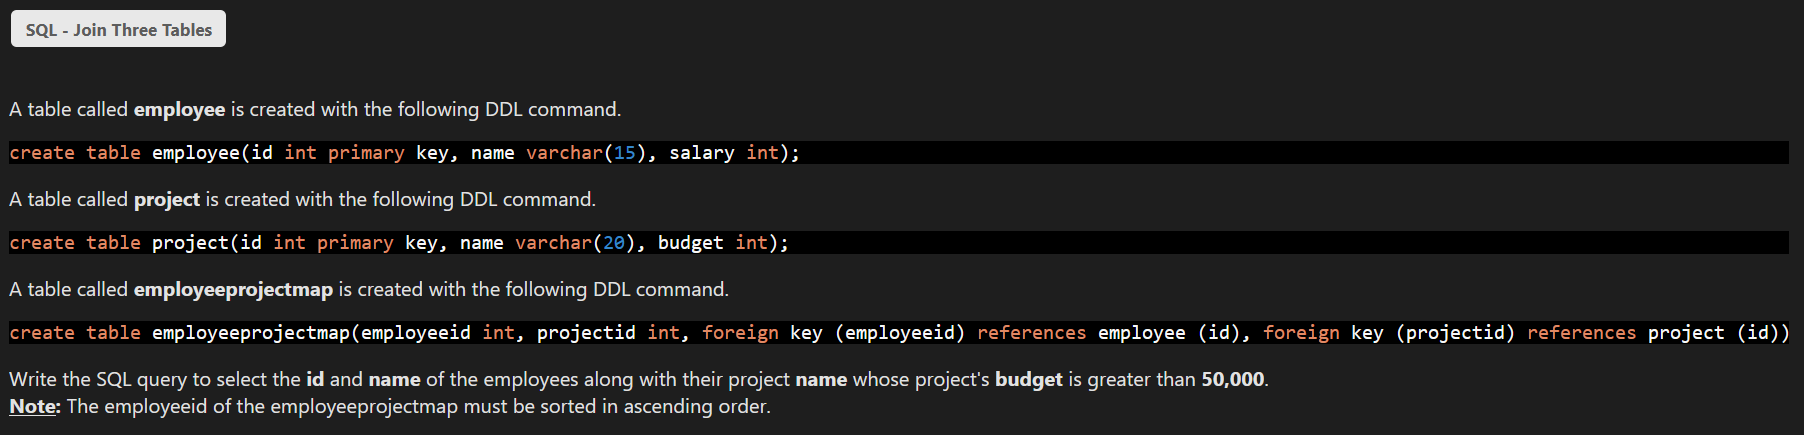 SQL - Join Three Tables
A table called employee is created with the following DDL command.
create table employee(id int primary key, name varchar(15), salary int);
A table called project is created with the following DDL command.
create table project(id int primary key, name varchar(20), budget int);
A table called employeeprojectmap is created with the following DDL command.
create table employeeprojectmap(employeeid int, projectid int, foreign key (employeeid) references employee (id), foreign key (projectid) references project (id))
Write the SQL query to select the id and name of the employees along with their project name whose project's budget is greater than 50,000.
Note: The employeeid of the employeeprojectmap must be sorted in ascending order.